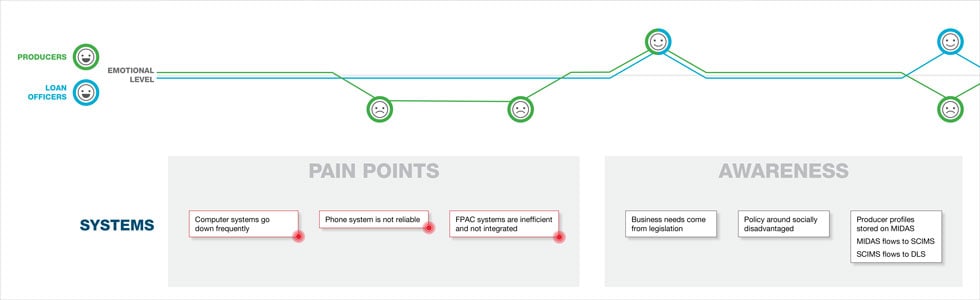 PRODUCERS
LOAN
OFFICERS
EMOTIONAL
LEVEL
PAIN POINTS
AWARENESS
SYSTEMS
Computer systems go
down frequently
Phone system is not reliable
FPAC systems are inefficient
and not integrated
Business needs come
from legislation
Policy around socially
disadvantaged
Producer profiles
stored on MIDAS
MIDAS flows to SCIMS
SCIMS flows to DLS